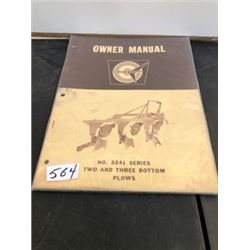 OWNER MANUAL
NO. 3241 SERIES
TWO AND THREE BOTTOM
PLOWS
564